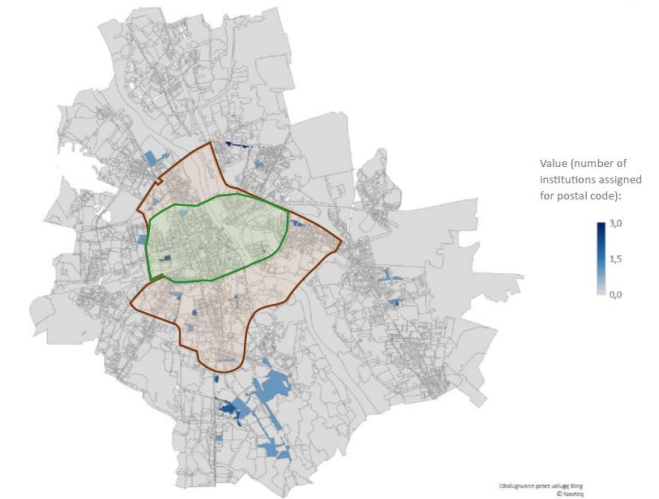 Value (number of
institutions assigned
for postal code):
3,0
1,5
0,0
Obsługiwane przez usługę Bing
© Navteq